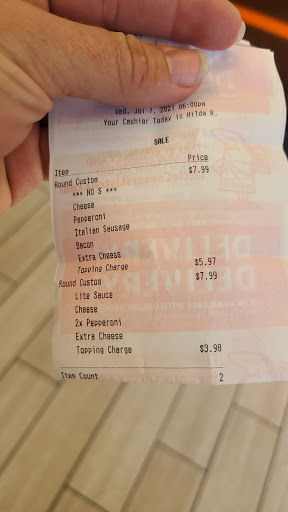 Wed, Jul 7, 2021 06:00pm
Your Cashier Today is Hilda R.
SALE
Item Price
Round Custom $7.99
*** NO S ***
Cheese
Pepperoni
Italian Sausage
Bacon
Extra Cheese
Topping Charge $5.97
Round Custom $7.99
Lite Sauce
Cheese
2x Pepperoni
Extra Cheese
Topping Charge $3.98
Item Count 2
DELIVERY
DELIVERY